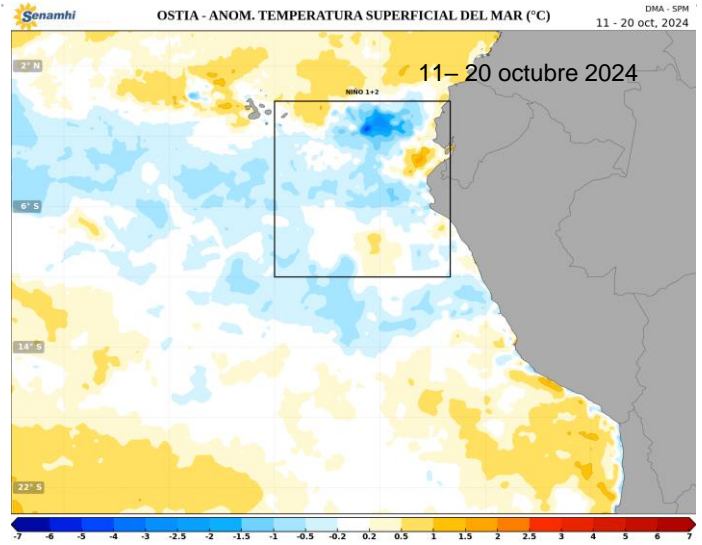 Senamhi
OSTIA - ANOM. TEMPERATURA SUPERFICIAL DEL MAR (°C)
DMA - SPM
11 - 20 oct, 2024
11– 20 octubre 2024
2° N
NIÑO 1+2
6° S
14° S
22° S
-7 -6 -5 -4 -3 -2.5 -2 -1.5 -1 -0.5 -0.2 0.2 0.5 1 1.5 2 2.5 3 4 5 6 7